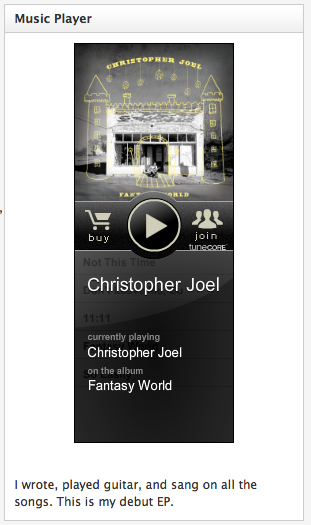 Music Player
CHRISTOPHER JOEL
FANTASY WORLD
buy
join
TUNECORE
Not This Time
Christopher Joel
11:11
currently playing
Christopher Joel
on the album
Fantasy World
I wrote, played guitar, and sang on all the
songs. This is my debut EP.